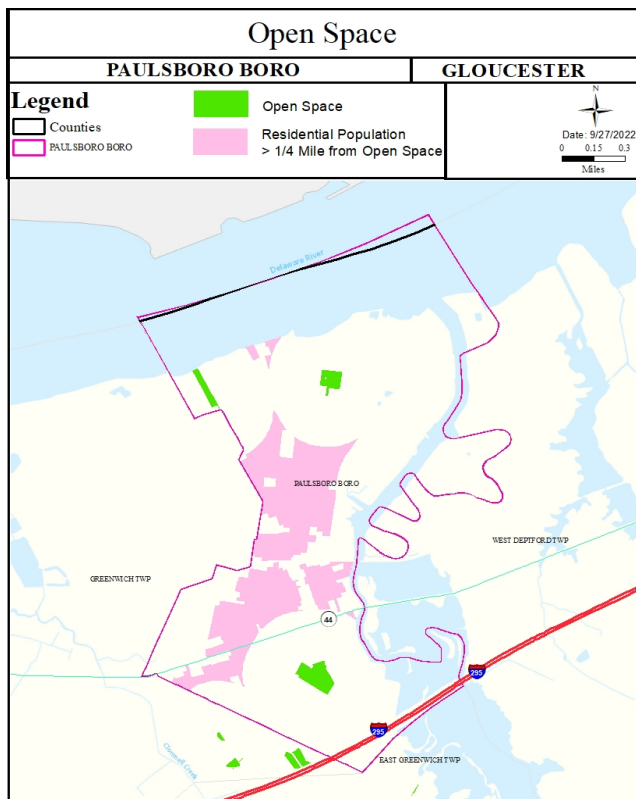 Open Space
PAULSBORO BORO
GLOUCESTER
Legend
Counties
PAULSBORO BORO
Open Space
Residential Population
> 1/4 Mile from Open Space
N
Date: 9/27/2022
0 0.15 0.3
Miles
Delaware River
PAULSBORO BORO
WEST DEPTFORD TWP
GREENWICH TWP
44
295
295
EAST GREENWICH TWP
Clonmell Creek